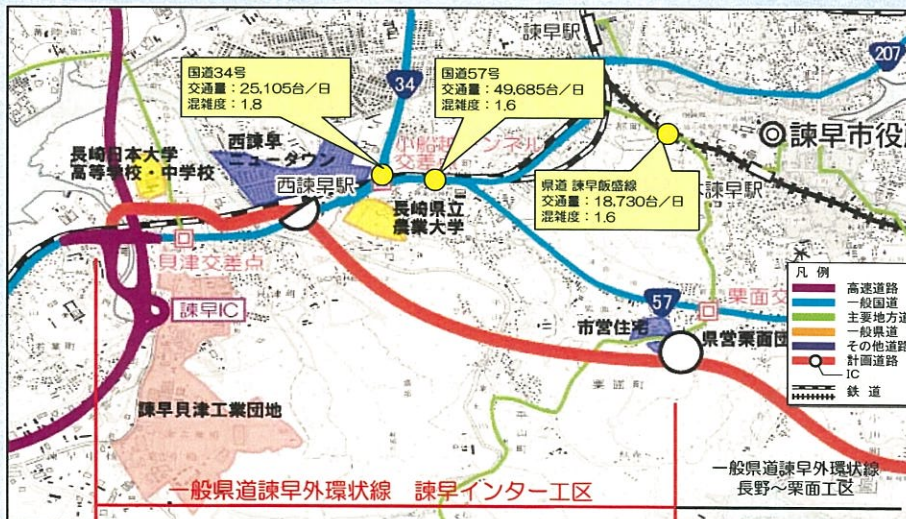 諫早駅
207
国道34号
交通量：25,105台／日
混雑度：1.8
34
国道57号
交通量：49,685台／日
混雑度：1.6
◎諫早市役
西諫早
ニュータウン
小船越トンネル
交差点
長崎日本大学
高等学校・中学校
西諫早駅
県道 諫早飯盛線
交通量：18,730台／日
混雑度：1.6
諫早駅
長崎県立
農業大学
貝津交差点
諫早IC
57
栗面交
市営住宅
県営栗面団
凡 例
高速道路
一般国道
主要地方道
一般県道
その他道路
計画道路
IC
鉄 道
諫早貝津工業団地
一般県道諫早外環状線　諫早インター工区
一般県道諫早外環状線
長野～栗面工区